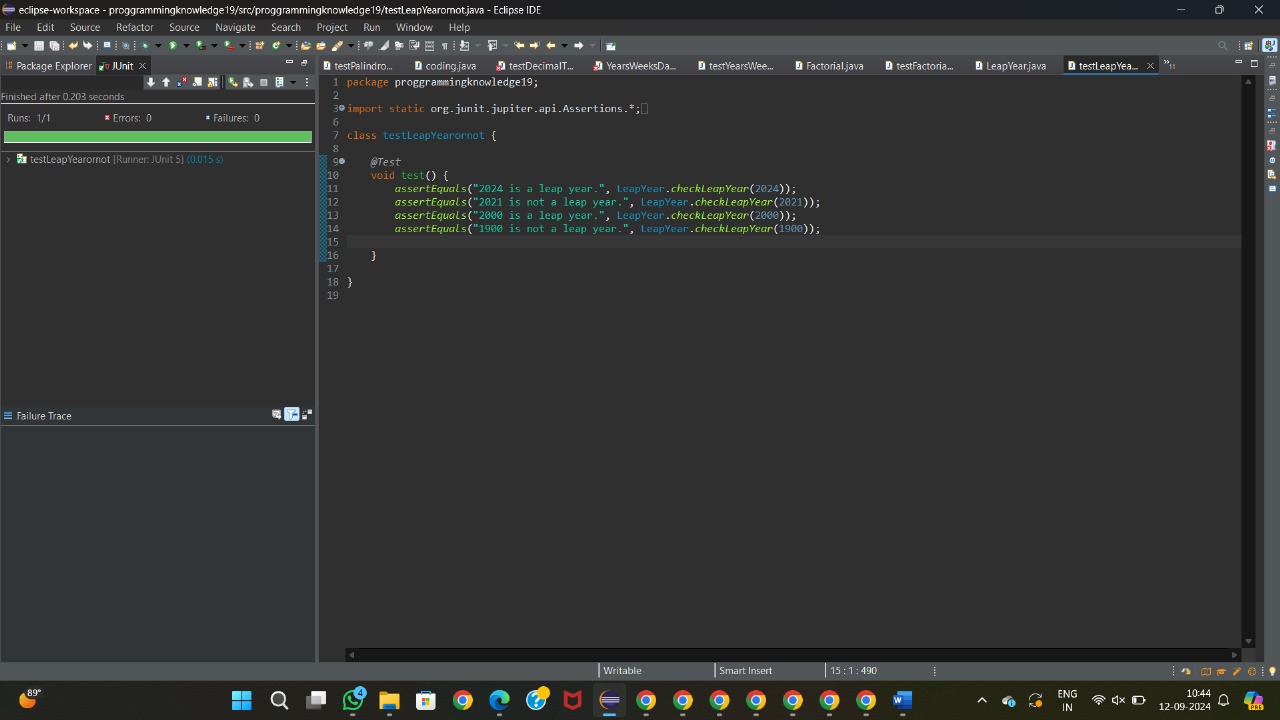 eclipse-workspace - proggrammingknowledge19/src/proggrammingknowledge19/testLeapYearornot.java - Eclipse IDE
File Edit Source Refactor Source Navigate Search Project Run Window Help
Package Explorer JUnit
testPalindro... coding.java testDecimalT... YearsWeeksDa... testYearsWee... Factorial.java testFactoria... LeapYear.java testLeapYea... »11
Finished after 0.203 seconds
Runs: 1/1 Errors: 0 Failures: 0
testLeapYearornot [Runner: JUnit 5] (0.015 s)
Failure Trace
1 package proggrammingknowledge19;
2
3 import static org.junit.jupiter.api.Assertions.*;
6
7 class testLeapYearornot {
8
9 @Test
10 void test() {
11 assertEquals("2024 is a leap year.", LeapYear.checkLeapYear(2024));
12 assertEquals("2021 is not a leap year.", LeapYear.checkLeapYear(2021));
13 assertEquals("2000 is a leap year.", LeapYear.checkLeapYear(2000));
14 assertEquals("1900 is not a leap year.", LeapYear.checkLeapYear(1900));
15
16 }
17
18 }
19
Writable Smart Insert 15 : 1 : 490
89°
4
ENG
IN
10:44
12-09-2024
PRE